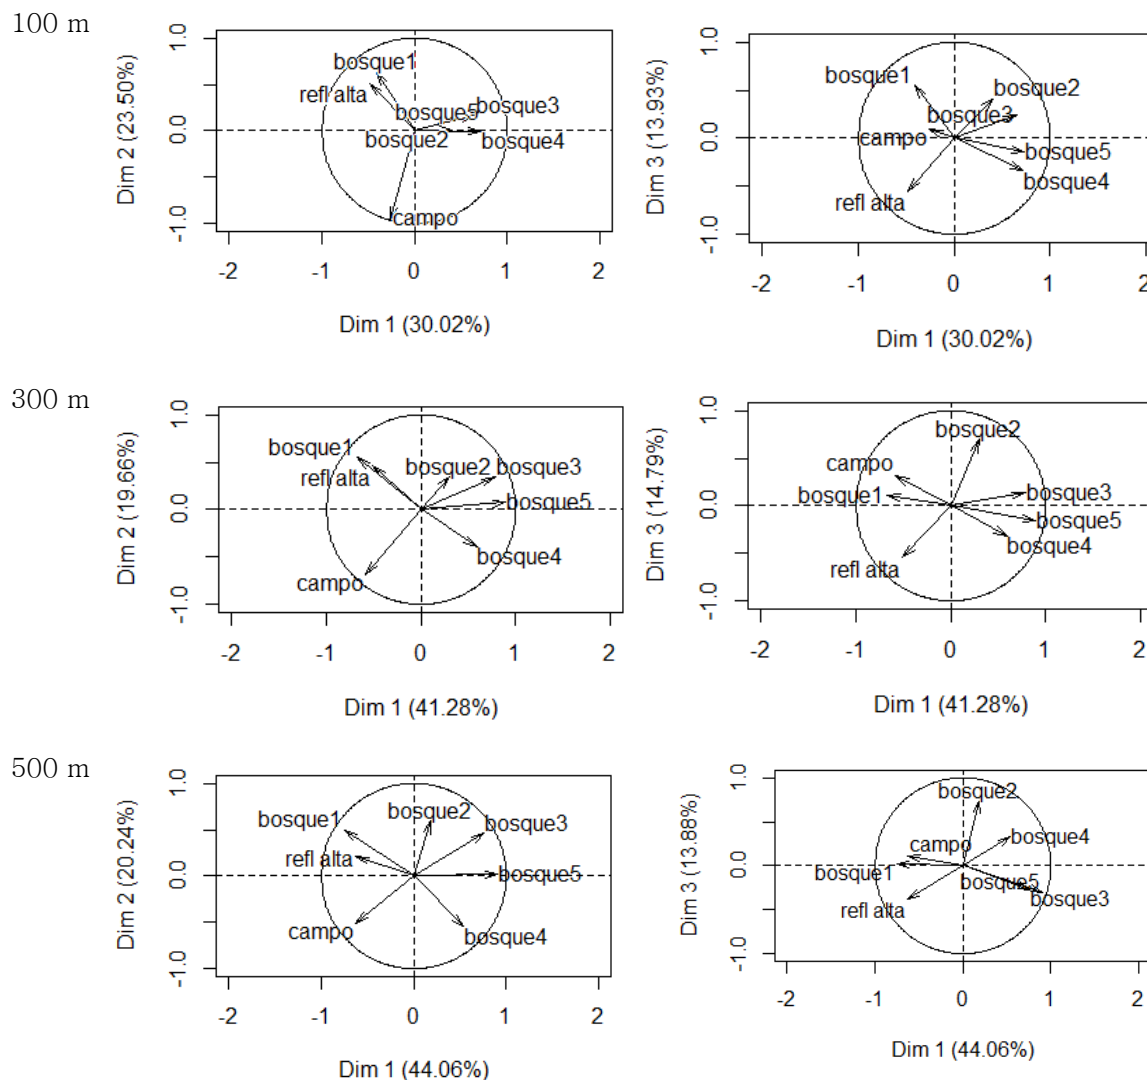 100 m
Dim 2 (23.50%)
1.0
0.0
-1.0
bosque1
refl alta
bosque5
bosque3
bosque2
bosque4
campo
-2
-1
0
1
2
Dim 1 (30.02%)
Dim 3 (13.93%)
1.0
0.0
-1.0
bosque1
bosque2
bosque3
campo
bosque5
bosque4
refl alta
-2
-1
0
1
2
Dim 1 (30.02%)
300 m
Dim 2 (19.66%)
1.0
0.0
-1.0
bosque1
refl alta
bosque2
bosque3
bosque5
bosque4
campo
-2
-1
0
1
2
Dim 1 (41.28%)
Dim 3 (14.79%)
1.0
0.0
-1.0
bosque2
campo
bosque1
bosque3
bosque5
bosque4
refl alta
-2
-1
0
1
2
Dim 1 (41.28%)
500 m
Dim 2 (20.24%)
1.0
0.0
-1.0
bosque1
bosque2
bosque3
refl alta
bosque5
campo
bosque4
-2
-1
0
1
2
Dim 1 (44.06%)
Dim 3 (13.88%)
1.0
0.0
-1.0
bosque2
bosque4
campo
bosque1
bosque5
bosque3
refl alta
-2
-1
0
1
2
Dim 1 (44.06%)